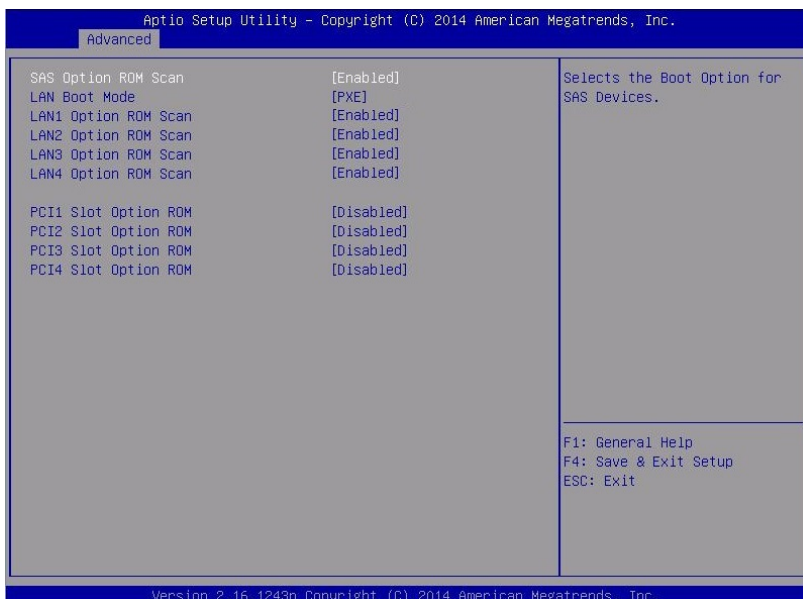 Aptio Setup Utility – Copyright (C) 2014 American Megatrends, Inc.
Advanced
SAS Option ROM Scan [Enabled]
LAN Boot Mode [PXE]
LAN1 Option ROM Scan [Enabled]
LAN2 Option ROM Scan [Enabled]
LAN3 Option ROM Scan [Enabled]
LAN4 Option ROM Scan [Enabled]
PCI1 Slot Option ROM [Disabled]
PCI2 Slot Option ROM [Disabled]
PCI3 Slot Option ROM [Disabled]
PCI4 Slot Option ROM [Disabled]
Selects the Boot Option for
SAS Devices.
F1: General Help
F4: Save & Exit Setup
ESC: Exit
Version 2.16.1243n Copyright (C) 2014 American Megatrends, Inc.